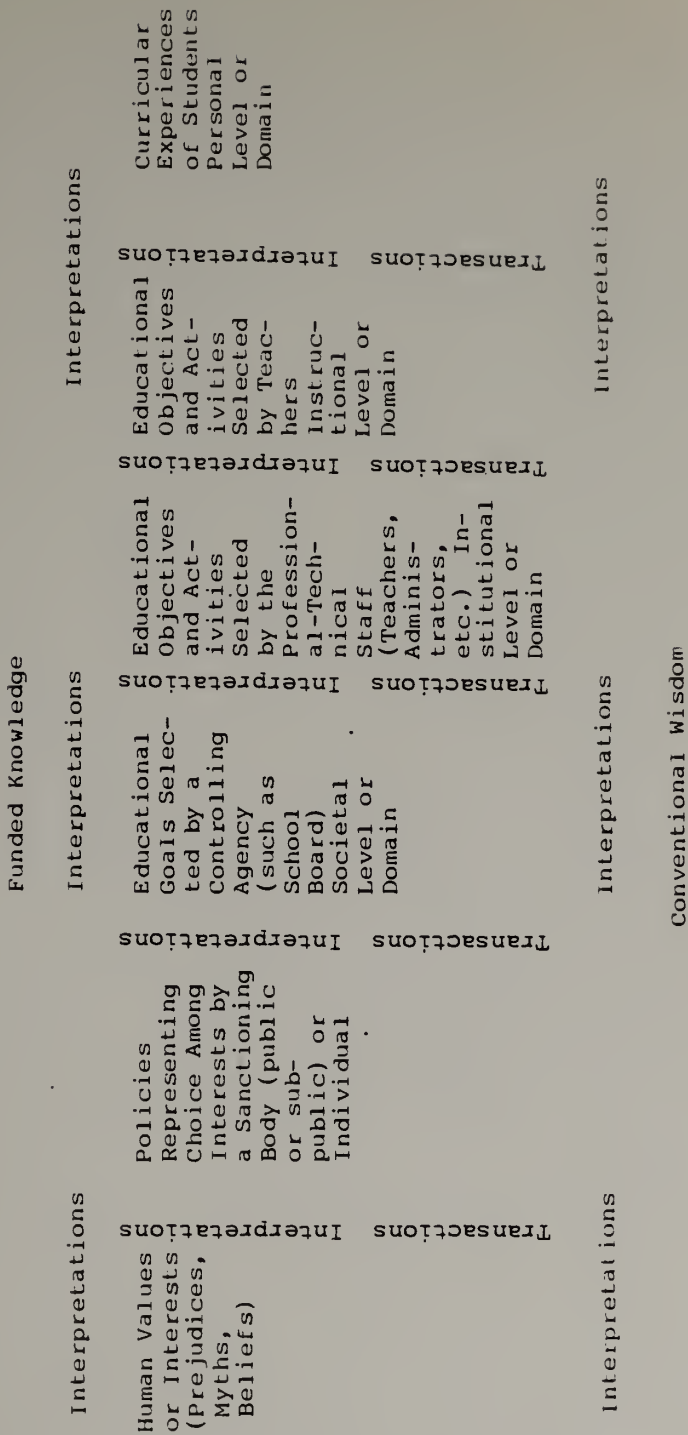 Funded Knowledge
Interpretations Interpretations Interpretations
Human Values
or Interests
(Prejudices,
Myths,
Beliefs)
Transactions Interpretations
Policies
Representing
Choice Among
Interests by
a Sanctioning
Body (public
or sub-
public) or
Individual
Transactions Interpretations
Educational
Goals Selec-
ted by a
Controlling
Agency
(such as
School
Board)
Societal
Level or
Domain
Transactions Interpretations
Educational
Objectives
and Act-
ivities
Selected
by the
Profession-
al-Tech-
nical
Staff
(Teachers,
Adminis-
trators,
etc.) In-
stitutional
Level or
Domain
Transactions Interpretations
Educational
Objectives
and Act-
ivities
Selected
by Teac-
hers
Instruc-
tional
Level or
Domain
Transactions Interpretations
Curricular
Experiences
of Students
Personal
Level or
Domain
Interpretations Interpretations Interpretations
Conventional Wisdom